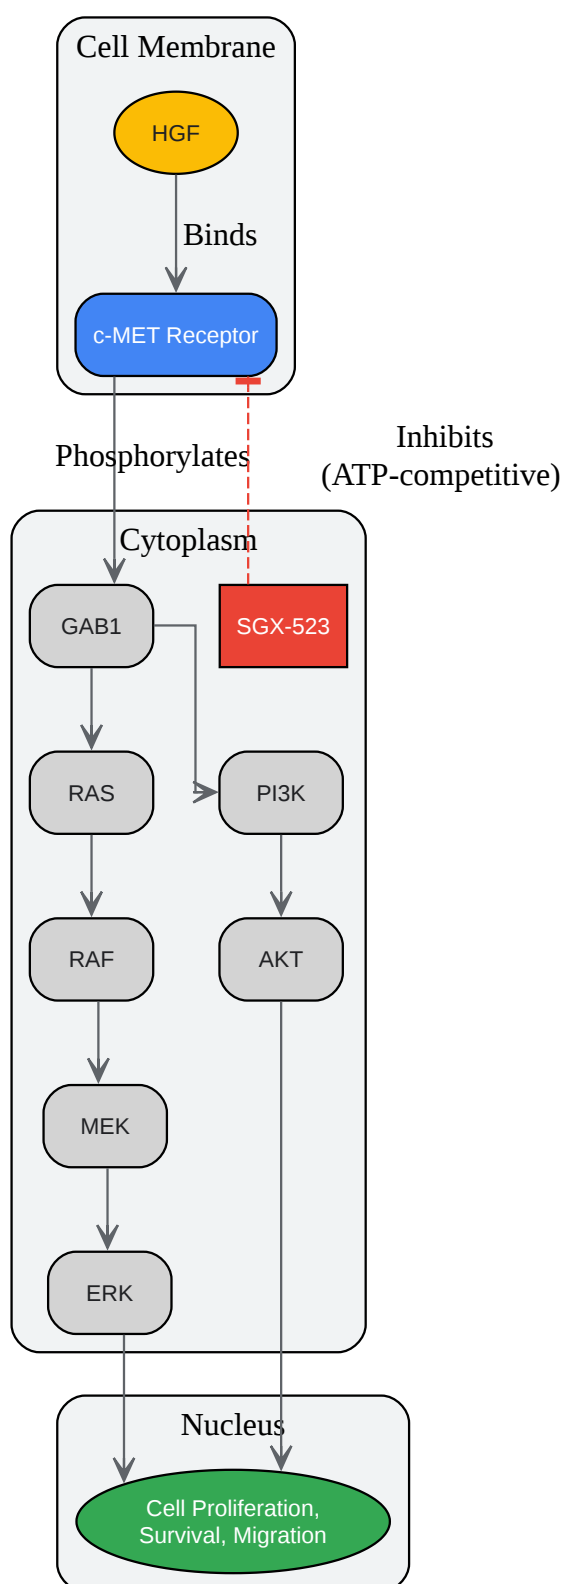 Cell Membrane
HGF
Binds
c-MET Receptor
Phosphorylates
Inhibits
(ATP-competitive)
Cytoplasm
GAB1
SGX-523
RAS
PI3K
RAF
AKT
MEK
ERK
Nucleus
Cell Proliferation,
Survival, Migration